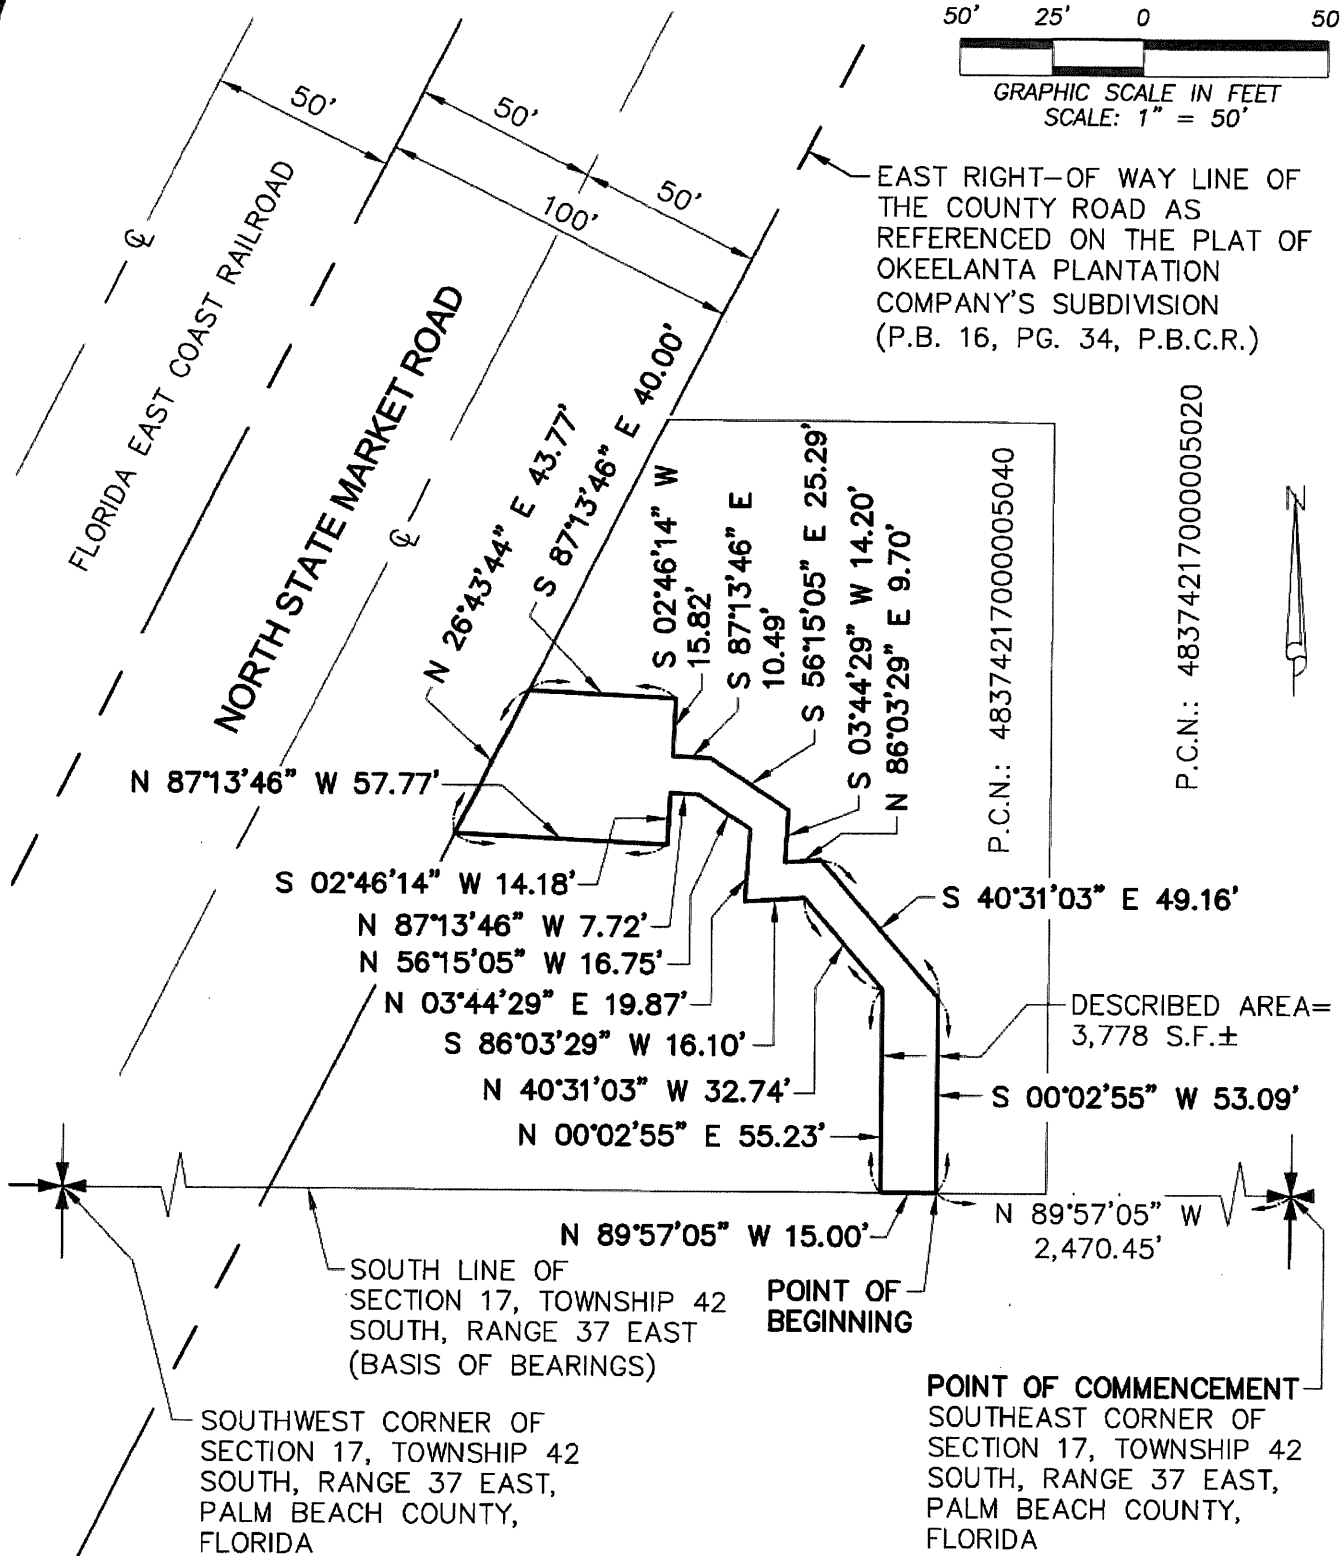 50' 25' 0 50
GRAPHIC SCALE IN FEET
SCALE: 1" = 50'
50'
50'
50'
100'
EAST RIGHT-OF WAY LINE OF
THE COUNTY ROAD AS
REFERENCED ON THE PLAT OF
OKEELANTA PLANTATION
COMPANY'S SUBDIVISION
(P.B. 16, PG. 34, P.B.C.R.)
℄
FLORIDA EAST COAST RAILROAD
NORTH STATE MARKET ROAD
℄
N 26°43'44" E 43.77'
S 87°13'46" E 40.00'
S 02°46'14" W
15.82'
S 87°13'46" E
10.49'
S 56°15'05" E 25.29'
S 03°44'29" W 14.20'
N 86°03'29" E 9.70'
P.C.N.: 48374217000005040
P.C.N.: 48374217000005020
N
N 87°13'46" W 57.77'
S 02°46'14" W 14.18'
N 87°13'46" W 7.72'
N 56°15'05" W 16.75'
N 03°44'29" E 19.87'
S 86°03'29" W 16.10'
N 40°31'03" W 32.74'
N 00°02'55" E 55.23'
S 40°31'03" E 49.16'
DESCRIBED AREA=
3,778 S.F.±
S 00°02'55" W 53.09'
N 89°57'05" W 15.00'
N 89°57'05" W
2,470.45'
SOUTH LINE OF
SECTION 17, TOWNSHIP 42
SOUTH, RANGE 37 EAST
(BASIS OF BEARINGS)
POINT OF
BEGINNING
SOUTHWEST CORNER OF
SECTION 17, TOWNSHIP 42
SOUTH, RANGE 37 EAST,
PALM BEACH COUNTY,
FLORIDA
POINT OF COMMENCEMENT
SOUTHEAST CORNER OF
SECTION 17, TOWNSHIP 42
SOUTH, RANGE 37 EAST,
PALM BEACH COUNTY,
FLORIDA